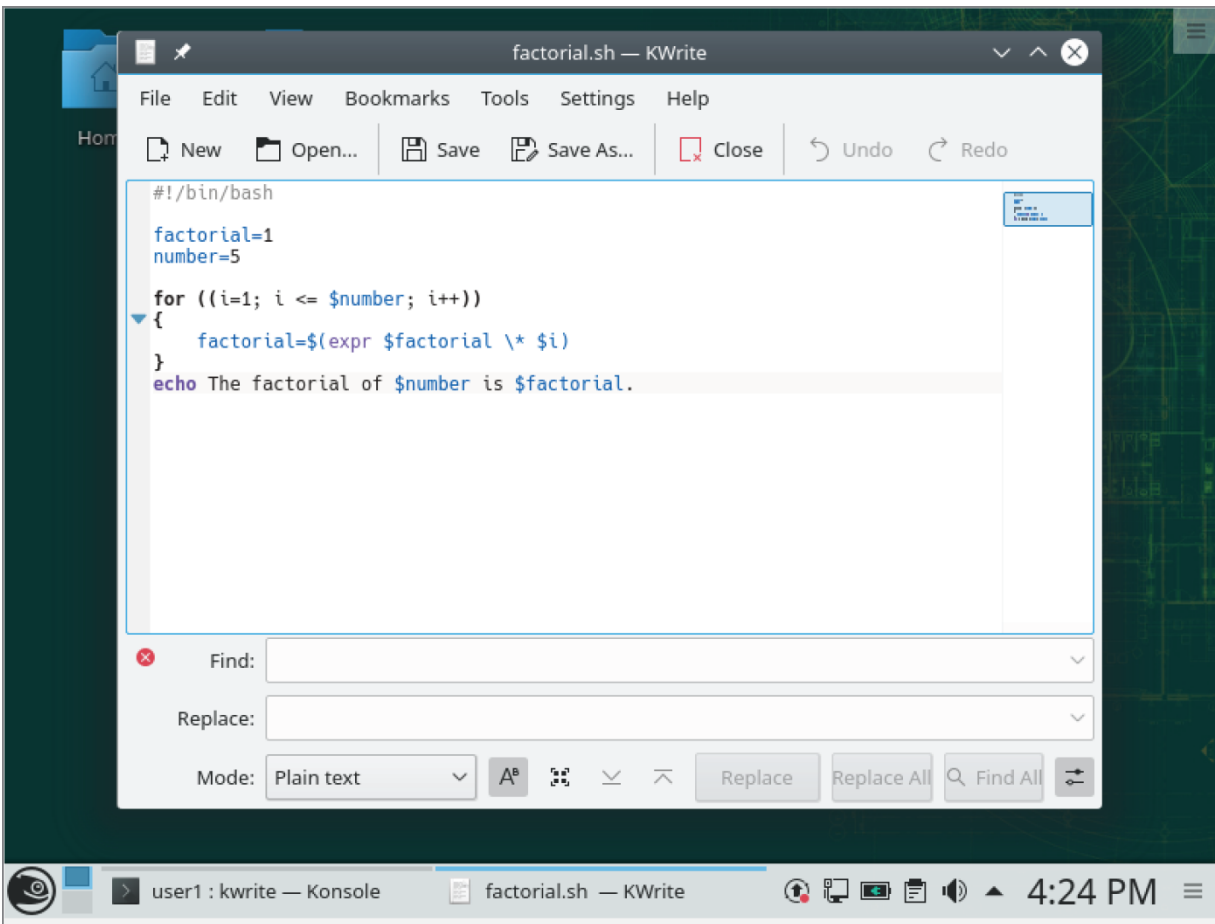 factorial.sh — KWrite
File Edit View Bookmarks Tools Settings Help
Hom
New Open... Save Save As... Close Undo Redo
#!/bin/bash
factorial=1
number=5
for ((i=1; i <= $number; i++))
{
factorial=$(expr $factorial \* $i)
}
echo The factorial of $number is $factorial.
Find:
Replace:
Mode: Plain text Replace Replace All Find All
user1 : kwrite — Konsole factorial.sh — KWrite 4:24 PM